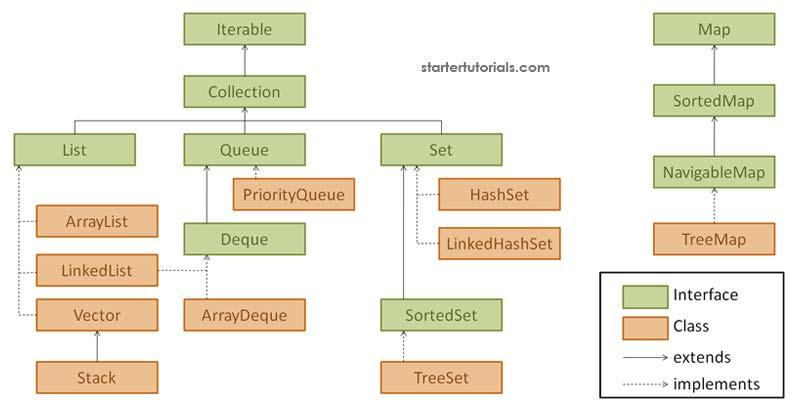 Iterable
Map
startertutorials.com
Collection
SortedMap
List
Queue
Set
NavigableMap
PriorityQueue
HashSet
ArrayList
Deque
TreeMap
LinkedHashSet
LinkedList
Interface
Vector
ArrayDeque
SortedSet
Class
extends
Stack
TreeSet
implements